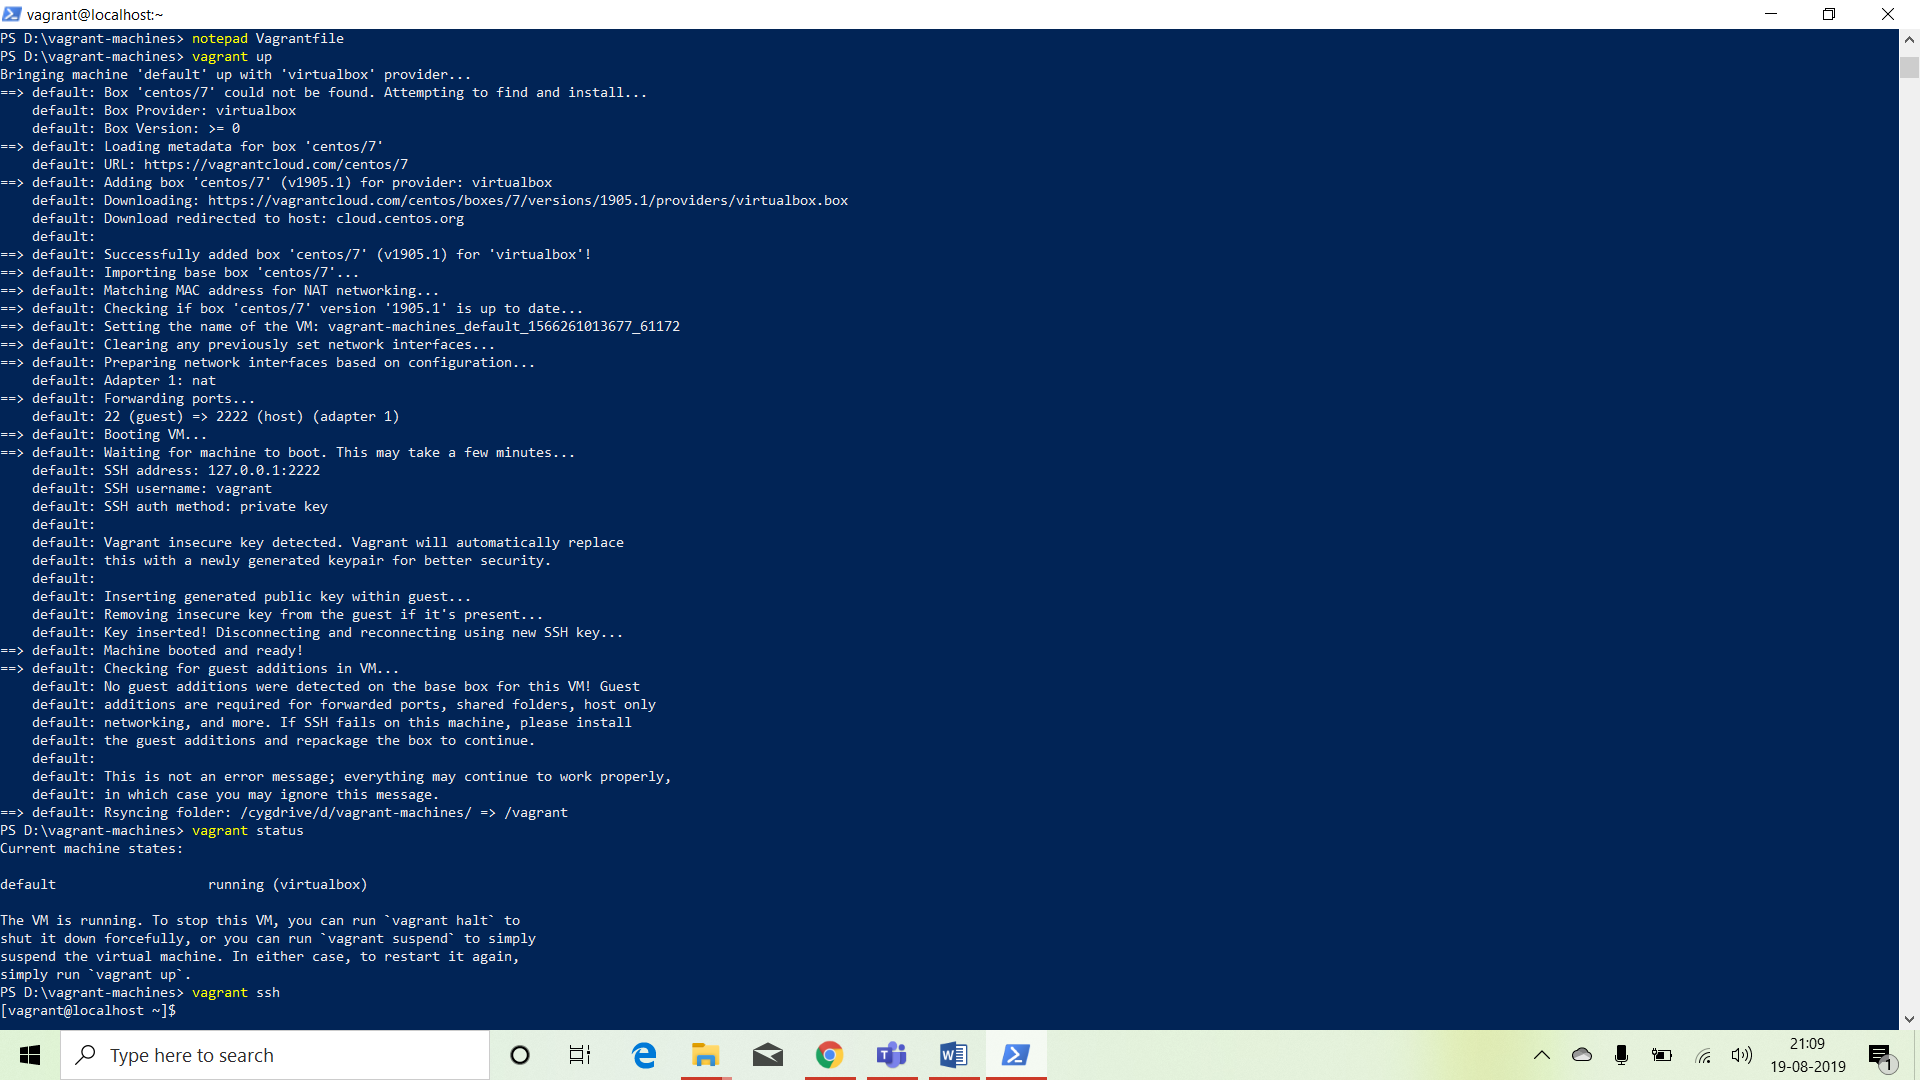 vagrant@localhost:~
PS D:\vagrant-machines> notepad Vagrantfile
PS D:\vagrant-machines> vagrant up
Bringing machine 'default' up with 'virtualbox' provider...
==> default: Box 'centos/7' could not be found. Attempting to find and install...
    default: Box Provider: virtualbox
    default: Box Version: >= 0
==> default: Loading metadata for box 'centos/7'
    default: URL: https://vagrantcloud.com/centos/7
==> default: Adding box 'centos/7' (v1905.1) for provider: virtualbox
    default: Downloading: https://vagrantcloud.com/centos/boxes/7/versions/1905.1/providers/virtualbox.box
    default: Download redirected to host: cloud.centos.org
    default:
==> default: Successfully added box 'centos/7' (v1905.1) for 'virtualbox'!
==> default: Importing base box 'centos/7'...
==> default: Matching MAC address for NAT networking...
==> default: Checking if box 'centos/7' version '1905.1' is up to date...
==> default: Setting the name of the VM: vagrant-machines_default_1566261013677_61172
==> default: Clearing any previously set network interfaces...
==> default: Preparing network interfaces based on configuration...
    default: Adapter 1: nat
==> default: Forwarding ports...
    default: 22 (guest) => 2222 (host) (adapter 1)
==> default: Booting VM...
==> default: Waiting for machine to boot. This may take a few minutes...
    default: SSH address: 127.0.0.1:2222
    default: SSH username: vagrant
    default: SSH auth method: private key
    default:
    default: Vagrant insecure key detected. Vagrant will automatically replace
    default: this with a newly generated keypair for better security.
    default:
    default: Inserting generated public key within guest...
    default: Removing insecure key from the guest if it's present...
    default: Key inserted! Disconnecting and reconnecting using new SSH key...
==> default: Machine booted and ready!
==> default: Checking for guest additions in VM...
    default: No guest additions were detected on the base box for this VM! Guest
    default: additions are required for forwarded ports, shared folders, host only
    default: networking, and more. If SSH fails on this machine, please install
    default: the guest additions and repackage the box to continue.
    default:
    default: This is not an error message; everything may continue to work properly,
    default: in which case you may ignore this message.
==> default: Rsyncing folder: /cygdrive/d/vagrant-machines/ => /vagrant
PS D:\vagrant-machines> vagrant status
Current machine states:
default                   running (virtualbox)
The VM is running. To stop this VM, you can run `vagrant halt` to
shut it down forcefully, or you can run `vagrant suspend` to simply
suspend the virtual machine. In either case, to restart it again,
simply run `vagrant up`.
PS D:\vagrant-machines> vagrant ssh
[vagrant@localhost ~]$
Type here to search
21:09
19-08-2019
1